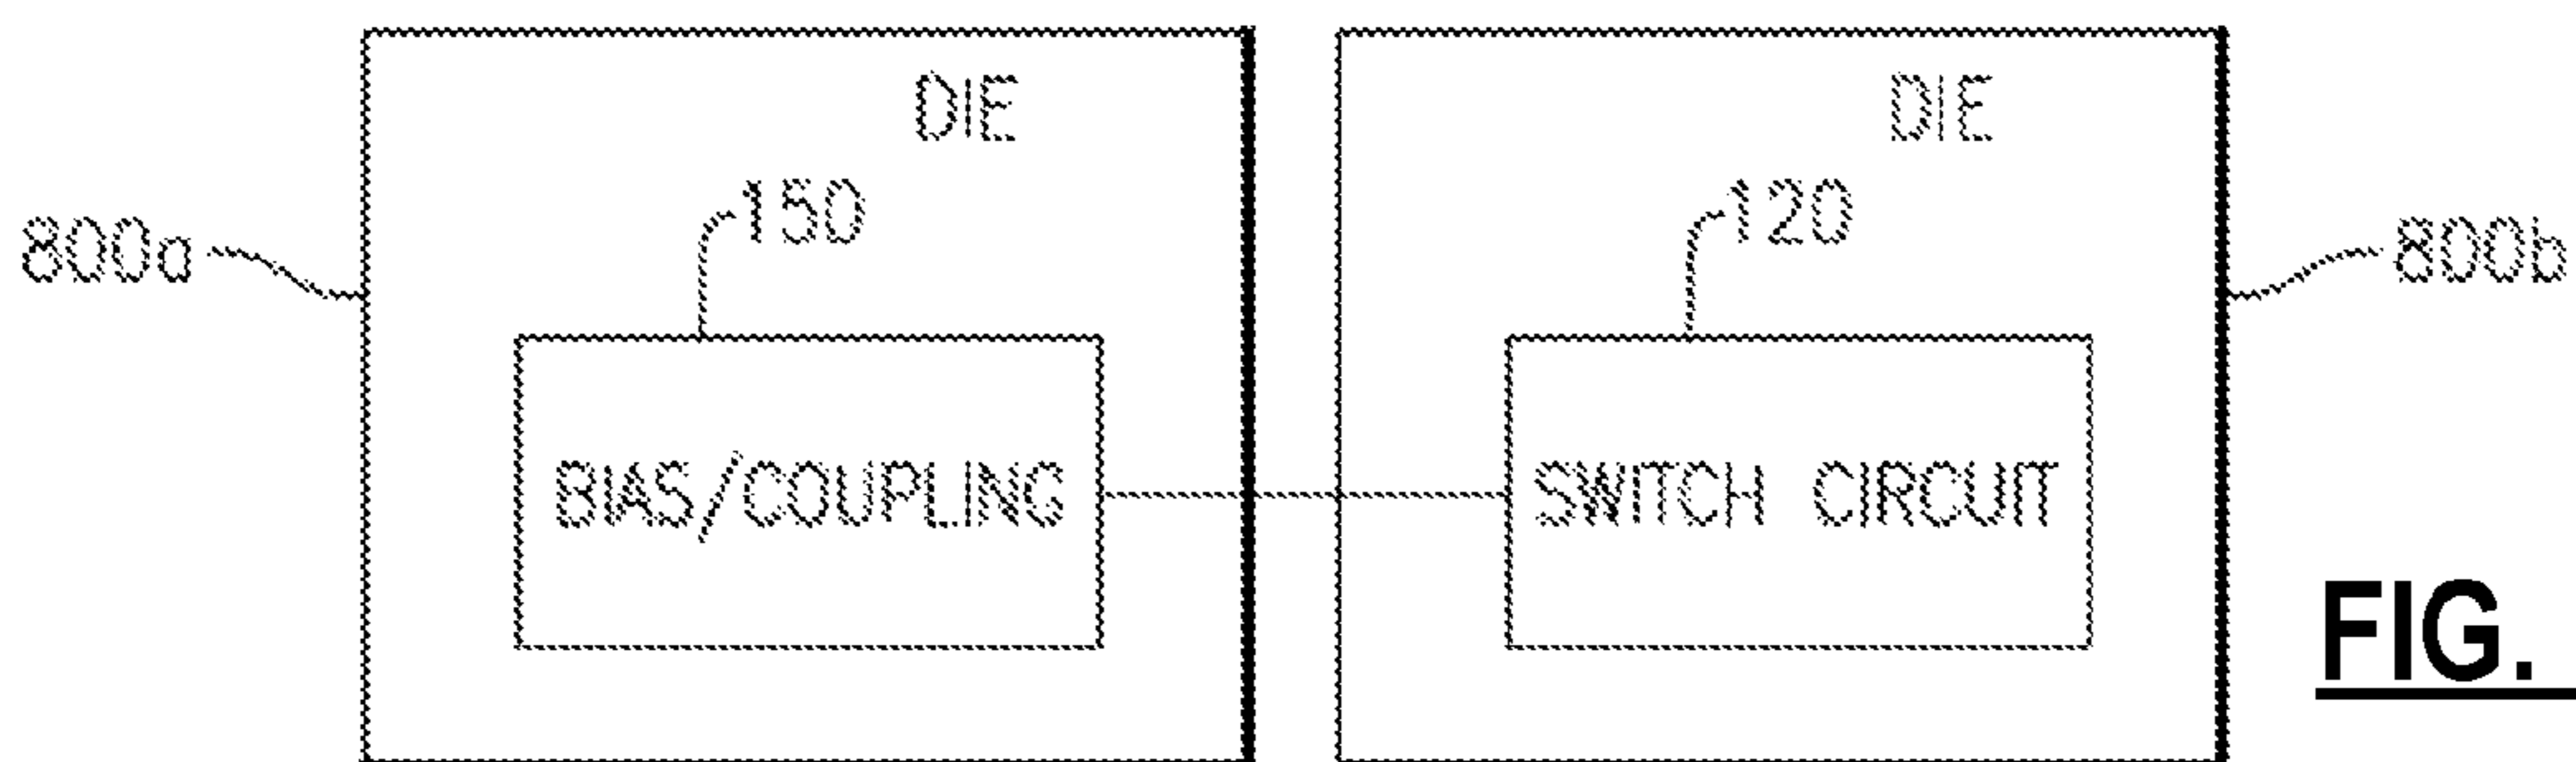 DIE
DIE
150
120
800a
800b
BIAS/COUPLING
SWITCH CIRCUIT
FIG.